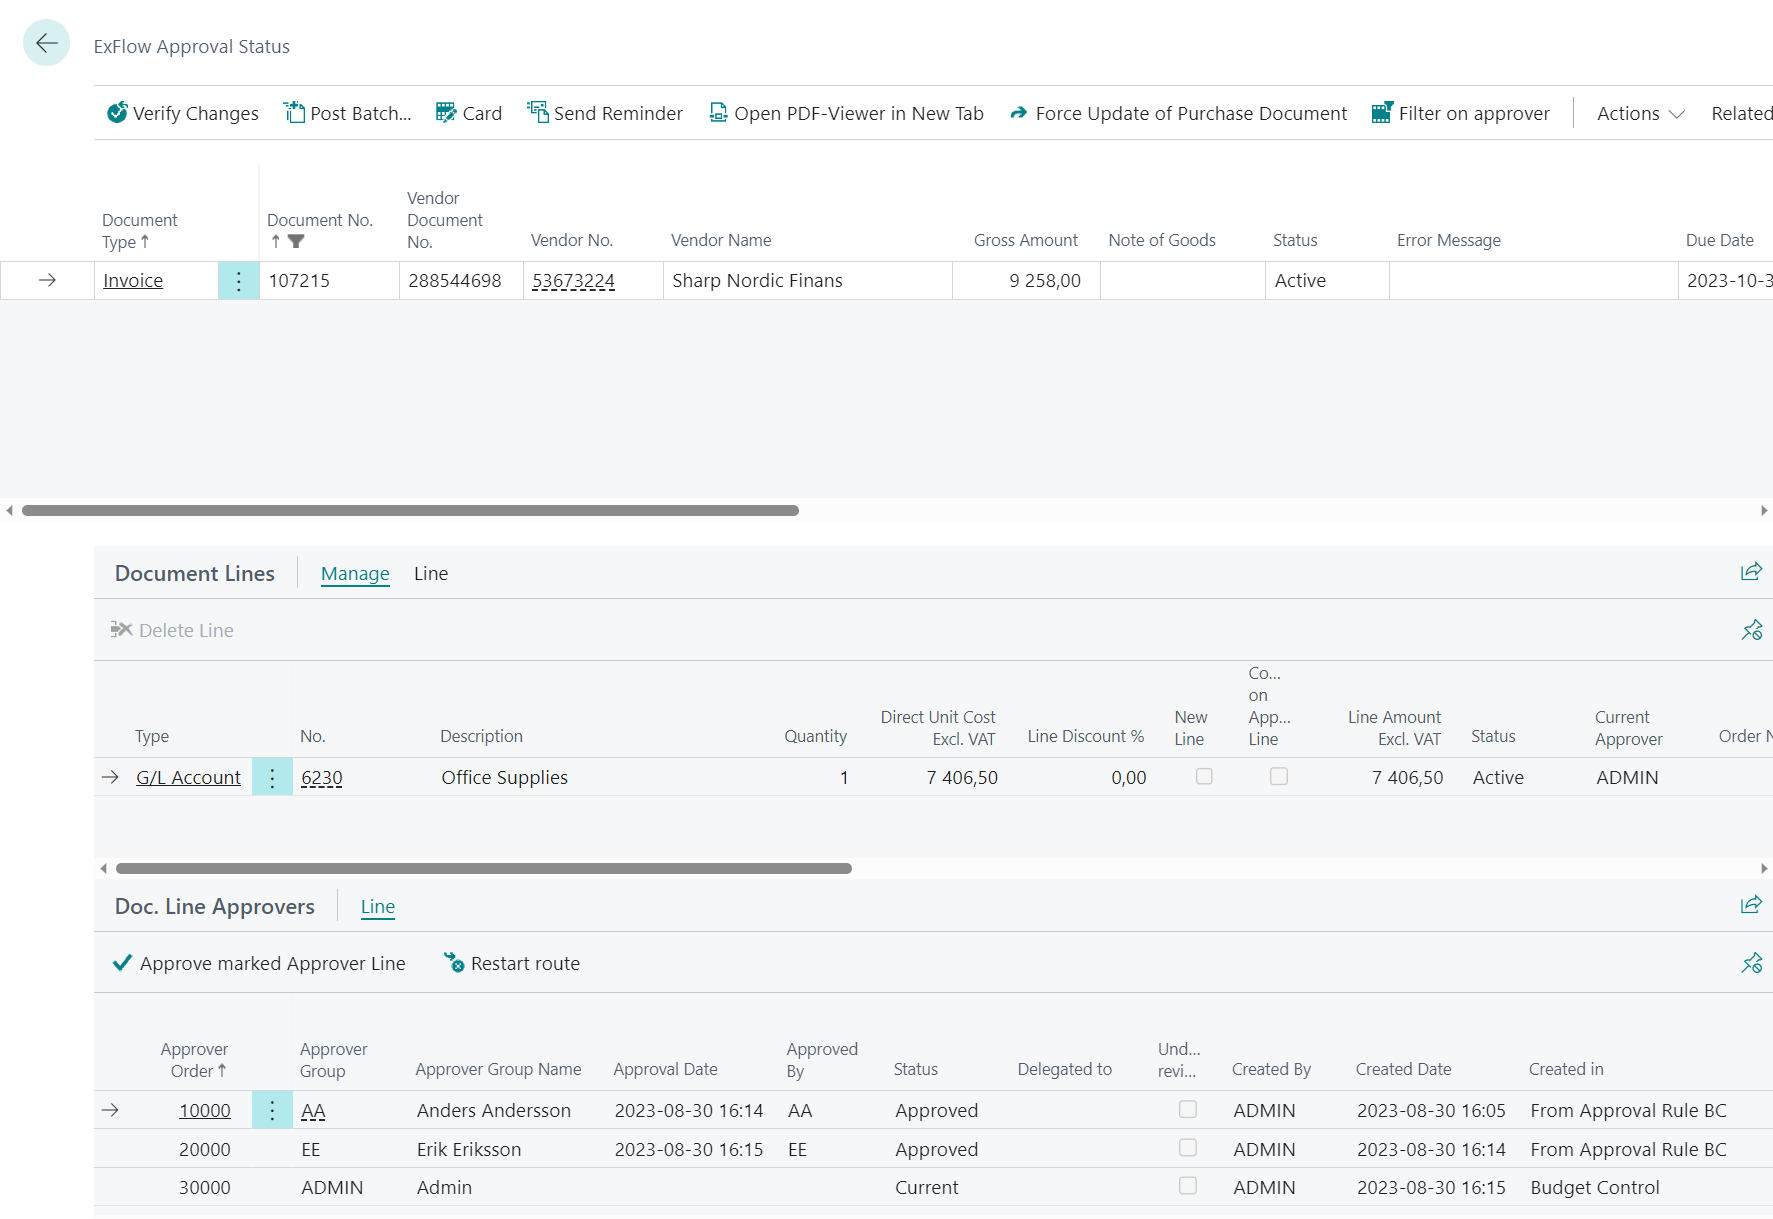 ExFlow Approval Status
Verify Changes Post Batch... Card Send Reminder Open PDF-Viewer in New Tab Force Update of Purchase Document Filter on approver Actions Related
Document Type ↑ Document No. ↑ Vendor Document No. Vendor No. Vendor Name Gross Amount Note of Goods Status Error Message Due Date
Invoice 107215 288544698 53673224 Sharp Nordic Finans 9 258,00 Active 2023-10-3
Document Lines Manage Line
Delete Line
Type No. Description Quantity Direct Unit Cost Excl. VAT Line Discount % New Line Co... on App... Line Line Amount Excl. VAT Status Current Approver Order N
G/L Account 6230 Office Supplies 1 7 406,50 0,00 7 406,50 Active ADMIN
Doc. Line Approvers Line
Approve marked Approver Line Restart route
Approver Order ↑ Approver Group Approver Group Name Approval Date Approved By Status Delegated to Und... revi... Created By Created Date Created in
10000 AA Anders Andersson 2023-08-30 16:14 AA Approved ADMIN 2023-08-30 16:05 From Approval Rule BC
20000 EE Erik Eriksson 2023-08-30 16:15 EE Approved ADMIN 2023-08-30 16:14 From Approval Rule BC
30000 ADMIN Admin Current ADMIN 2023-08-30 16:15 Budget Control